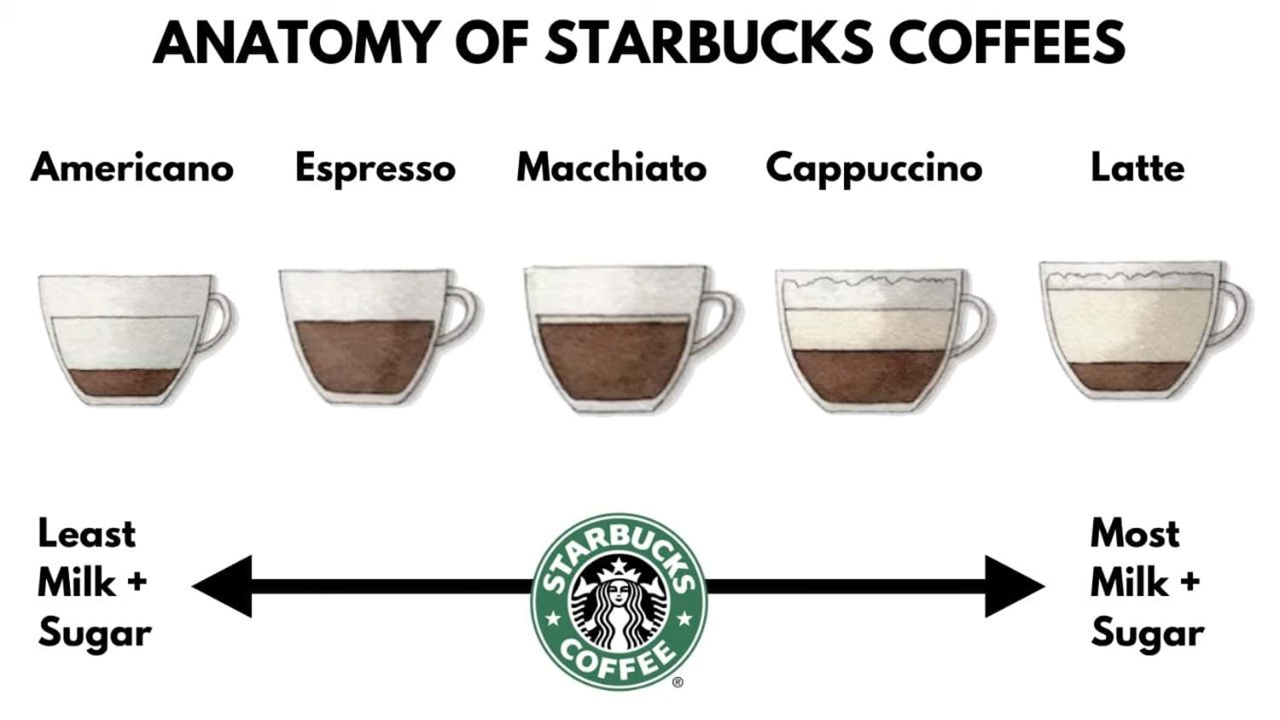 ANATOMY OF STARBUCKS COFFEES
Americano
Espresso
Macchiato
Cappuccino
Latte
Least
Milk +
Sugar
STARBUCKS
COFFEE
®
Most
Milk +
Sugar